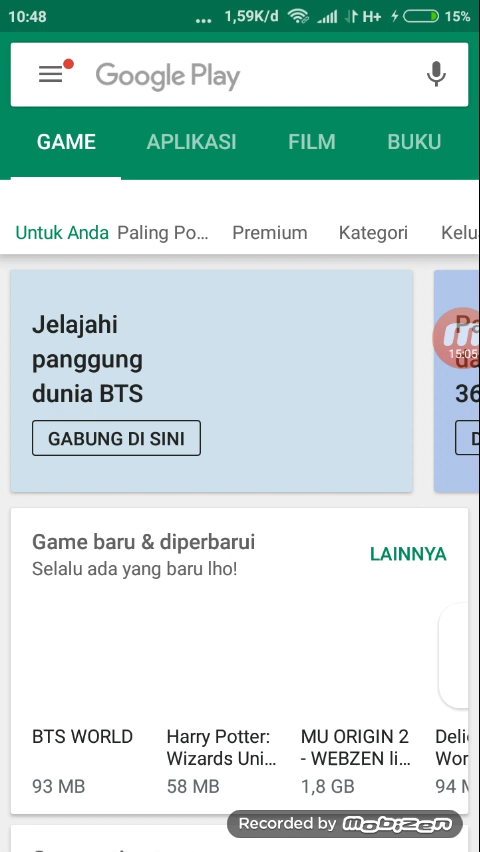 10:48 ... 1,59K/d H+ 15%
Google Play
GAME APLIKASI FILM BUKU
Untuk Anda Paling Po... Premium Kategori
Jelajahi
panggung
dunia BTS
GABUNG DI SINI
15:05
36
Game baru & diperbarui
LAINNYA
Selalu ada yang baru lho!
BTS WORLD Harry Potter: MU ORIGIN 2
Wizards Uni... - WEBZEN li...
93 MB 58 MB 1,8 GB 94
Recorded by mobizen